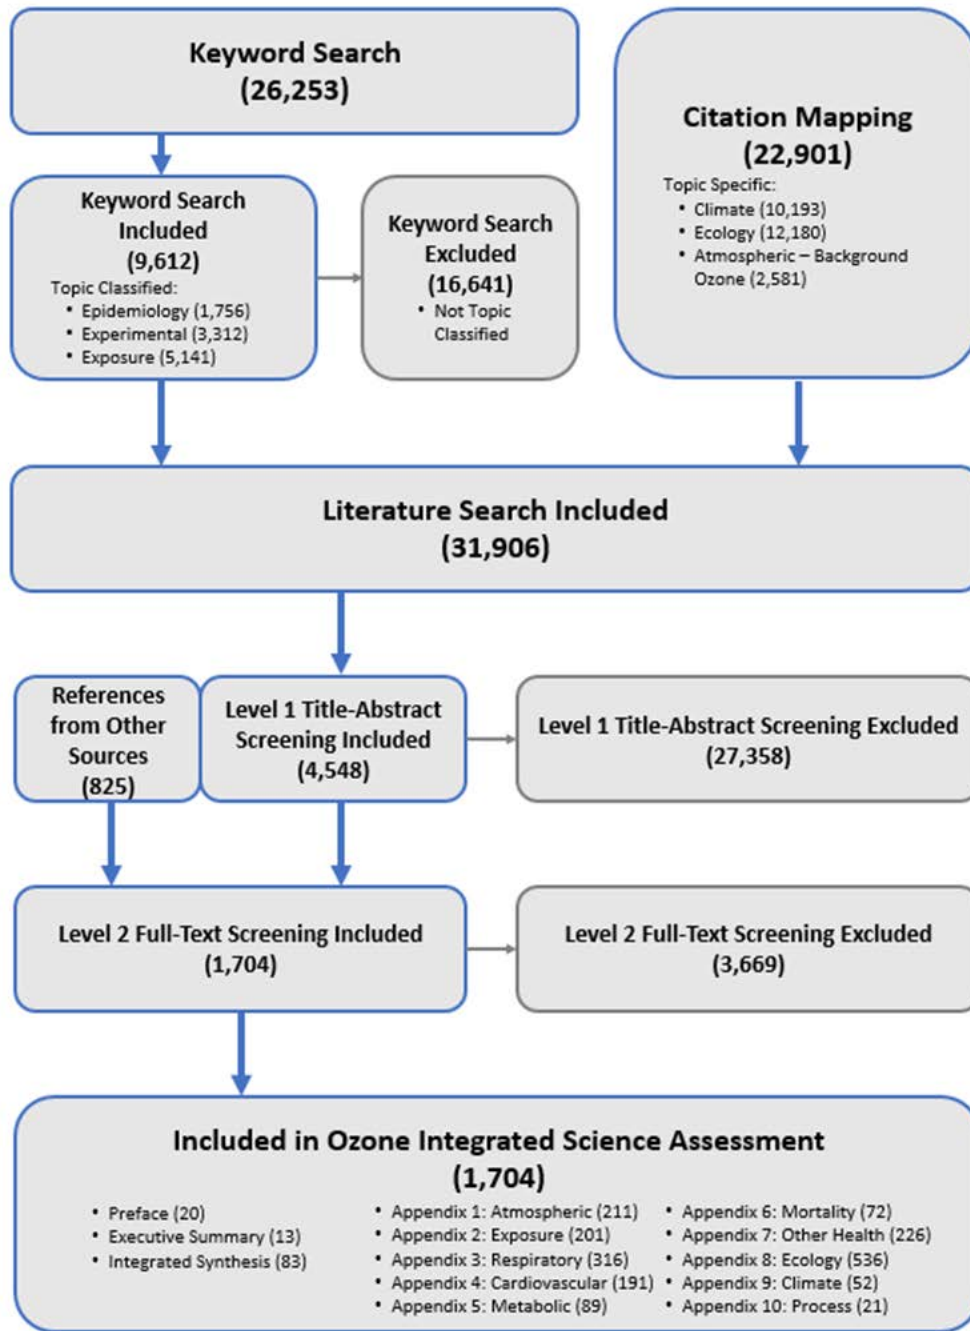 Keyword Search
(26,253)
Citation Mapping
(22,901)
Topic Specific:
• Climate (10,193)
• Ecology (12,180)
• Atmospheric – Background
Ozone (2,581)
Keyword Search
Included
(9,612)
Topic Classified:
• Epidemiology (1,756)
• Experimental (3,312)
• Exposure (5,141)
Keyword Search
Excluded
(16,641)
• Not Topic
Classified
Literature Search Included
(31,906)
References
from Other
Sources
(825)
Level 1 Title-Abstract
Screening Included
(4,548)
Level 1 Title-Abstract Screening Excluded
(27,358)
Level 2 Full-Text Screening Included
(1,704)
Level 2 Full-Text Screening Excluded
(3,669)
Included in Ozone Integrated Science Assessment
(1,704)
• Preface (20)
• Executive Summary (13)
• Integrated Synthesis (83)
• Appendix 1: Atmospheric (211)
• Appendix 2: Exposure (201)
• Appendix 3: Respiratory (316)
• Appendix 4: Cardiovascular (191)
• Appendix 5: Metabolic (89)
• Appendix 6: Mortality (72)
• Appendix 7: Other Health (226)
• Appendix 8: Ecology (536)
• Appendix 9: Climate (52)
• Appendix 10: Process (21)